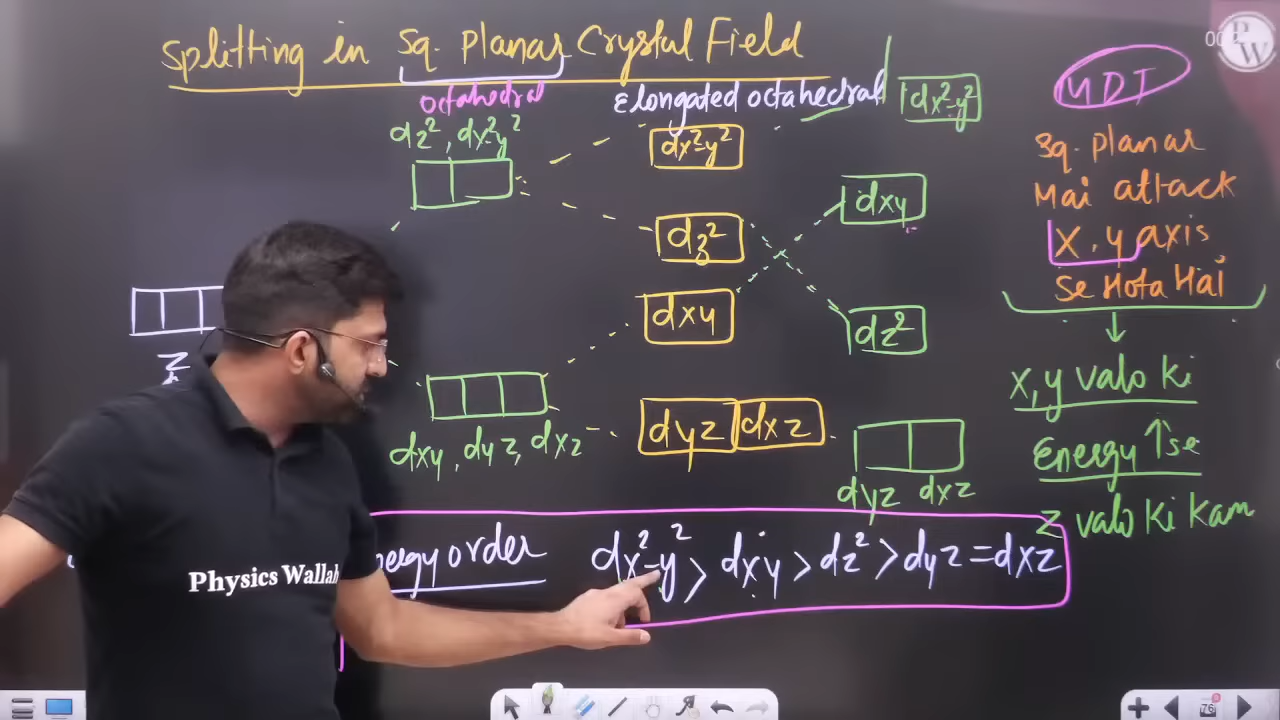 Splitting in Sq. Planar Crystal Field
octahedral
dz², dx²-y²
Elongated octahedral
dx²-y²
dx²-y²
dz²
dxy
dxy
dz²
z
dxy, dyz, dxz
dyz dxz
dyz dxz
Energy order dx²-y² > dxy > dz² > dyz = dxz
MDT
Sq. planar
Mai attack
X, y axis
Se Hota Hai
X, y valo ki
Energy ↑ se
z valo ki kam
PW
Physics Wallah
76